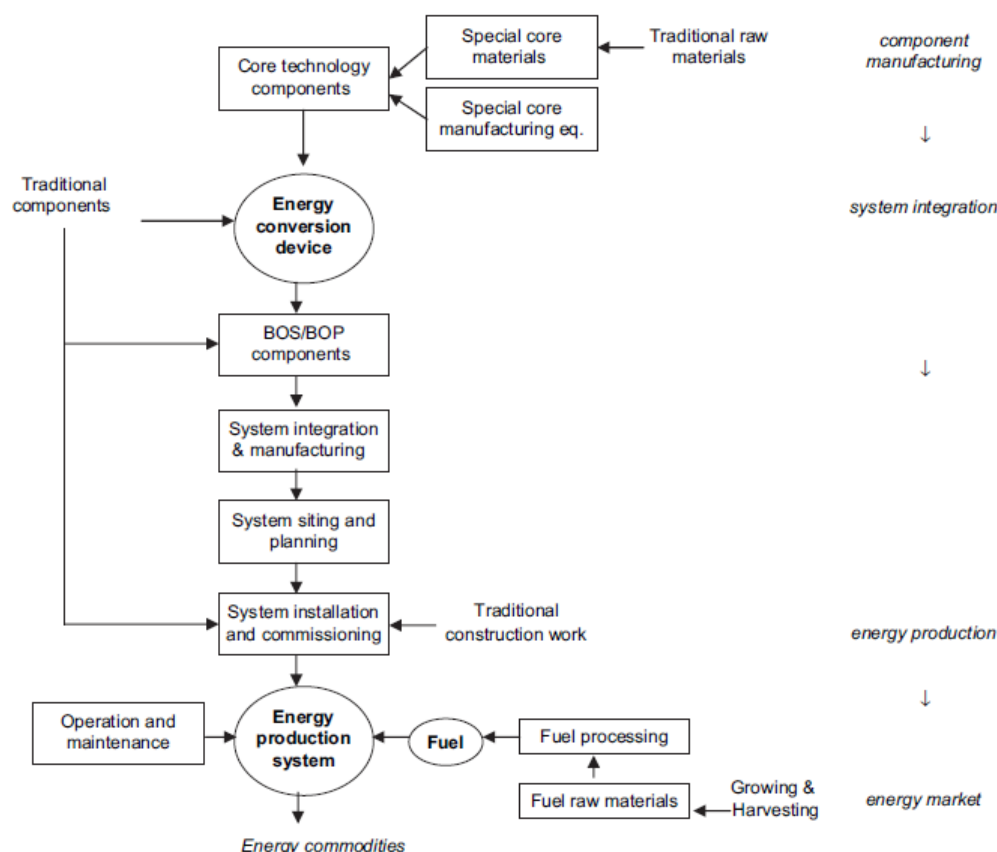 Special core
materials
Traditional raw
materials
component
manufacturing
Core technology
components
Special core
manufacturing eq.
Traditional
components
Energy
conversion
device
system integration
BOS/BOP
components
System integration
& manufacturing
System siting and
planning
System installation
and commissioning
Traditional
construction work
energy production
Operation and
maintenance
Energy
production
system
Fuel
Fuel processing
Fuel raw materials
Growing &
Harvesting
energy market
Energy commodities